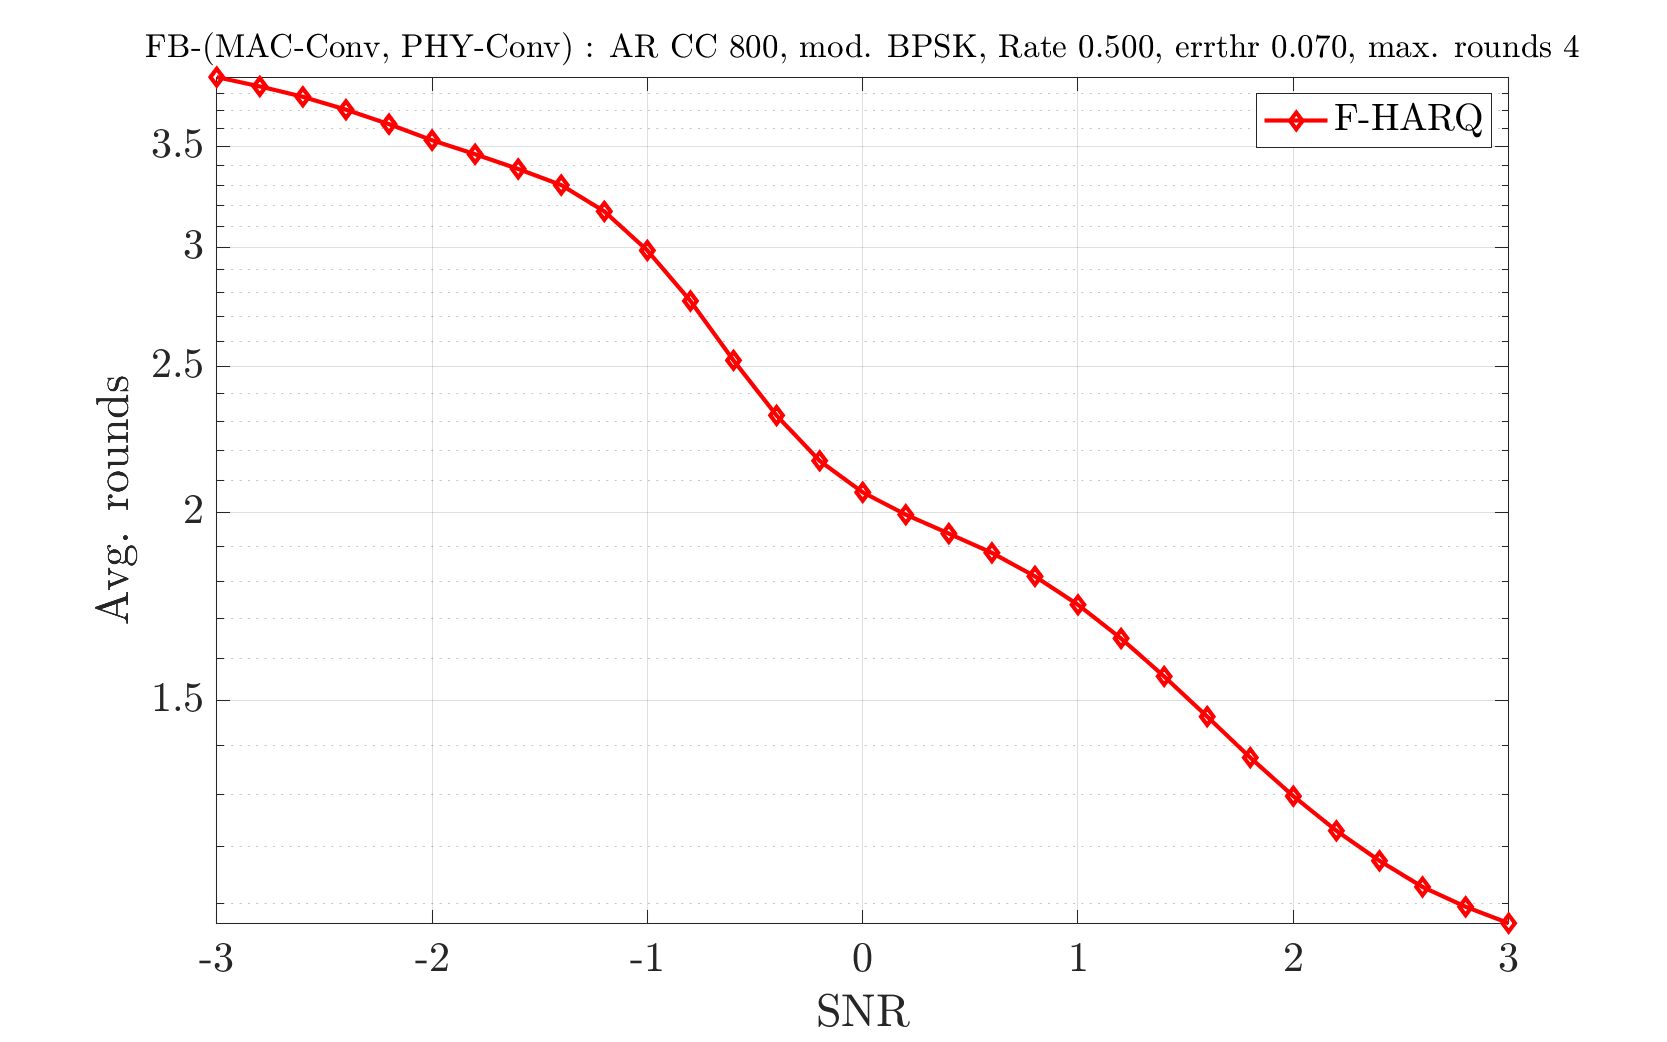 FB-(MAC-Conv, PHY-Conv) : AR CC 800, mod. BPSK, Rate 0.500, errthr 0.070, max. rounds 4
F-HARQ
3.5
3
2.5
2
1.5
Avg. rounds
-3 -2 -1 0 1 2 3
SNR